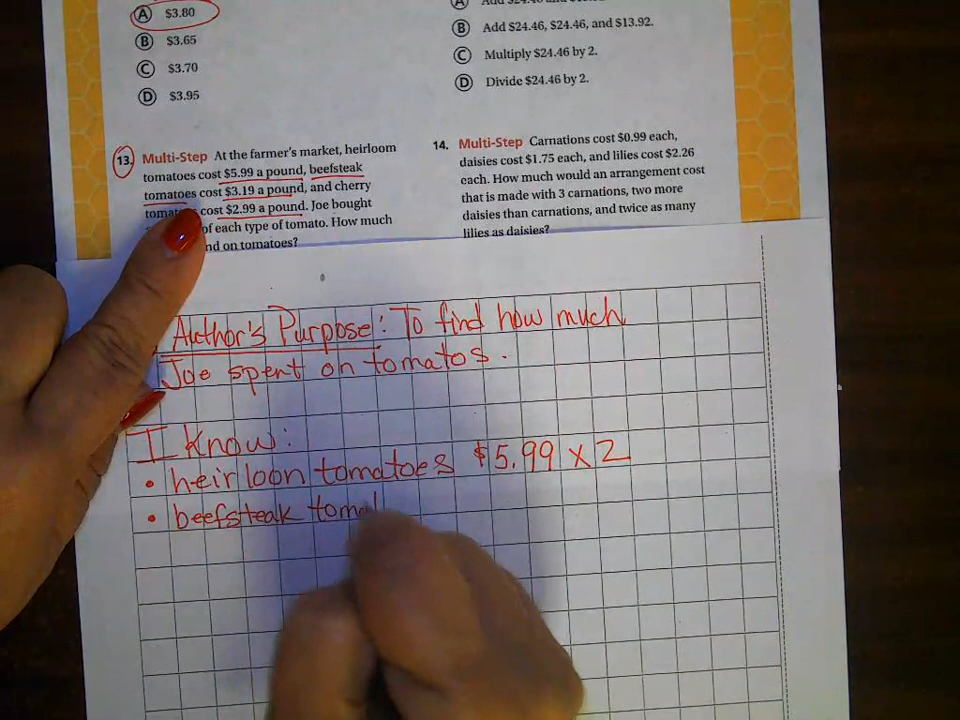 A $3.80
B $3.65
C $3.70
D $3.95
13. Multi-Step At the farmer's market, heirloom
tomatoes cost $5.99 a pound, beefsteak
tomatoes cost $3.19 a pound, and cherry
cost $2.99 a pound. Joe bought
of each type of tomato. How much
on tomatoes?
A
B Add $24.46, $24.46, and $13.92.
C Multiply $24.46 by 2.
D Divide $24.46 by 2.
14. Multi-Step Carnations cost $0.99 each,
daisies cost $1.75 each, and lilies cost $2.26
each. How much would an arrangement cost
that is made with 3 carnations, two more
daisies than carnations, and twice as many
lilies as daisies?
Author's Purpose: To find how much
Joe spent on tomatos.
I know:
• heirloon tomatoes $5.99 x 2
• beefsteak